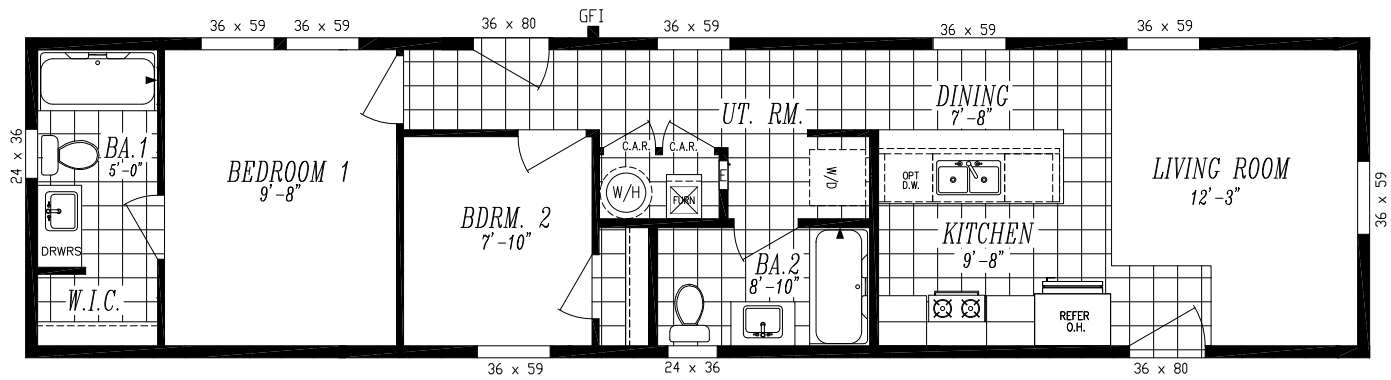 GFI
36 x 59
36 x 59
36 x 80
36 x 59
36 x 59
36 x 59
24 x 36
BA.1
5'-0"
DRWRS
W.I.C.
BEDROOM 1
9'-8"
BDRM. 2
7'-10"
C.A.R.
C.A.R.
W/H
FURN
E
UT. RM.
W/D
BA.2
8'-10"
DINING
7'-8"
OPT
D.W.
KITCHEN
9'-8"
REFER
O.H.
LIVING ROOM
12'-3"
36 x 59
36 x 59
24 x 36
36 x 80